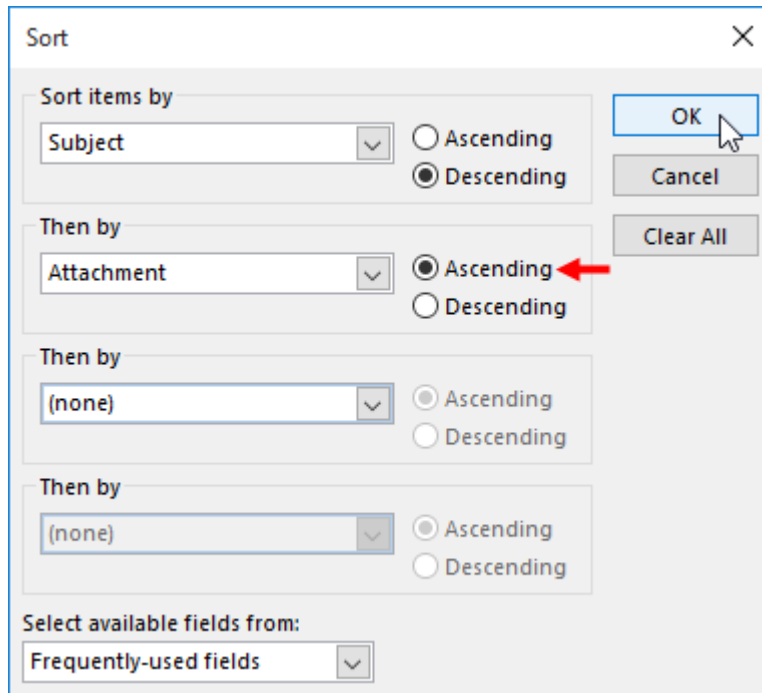 Sort
Sort items by
Subject
Ascending
Descending
OK
Cancel
Clear All
Then by
Attachment
Ascending
Descending
Then by
(none)
Ascending
Descending
Then by
(none)
Ascending
Descending
Select available fields from:
Frequently-used fields